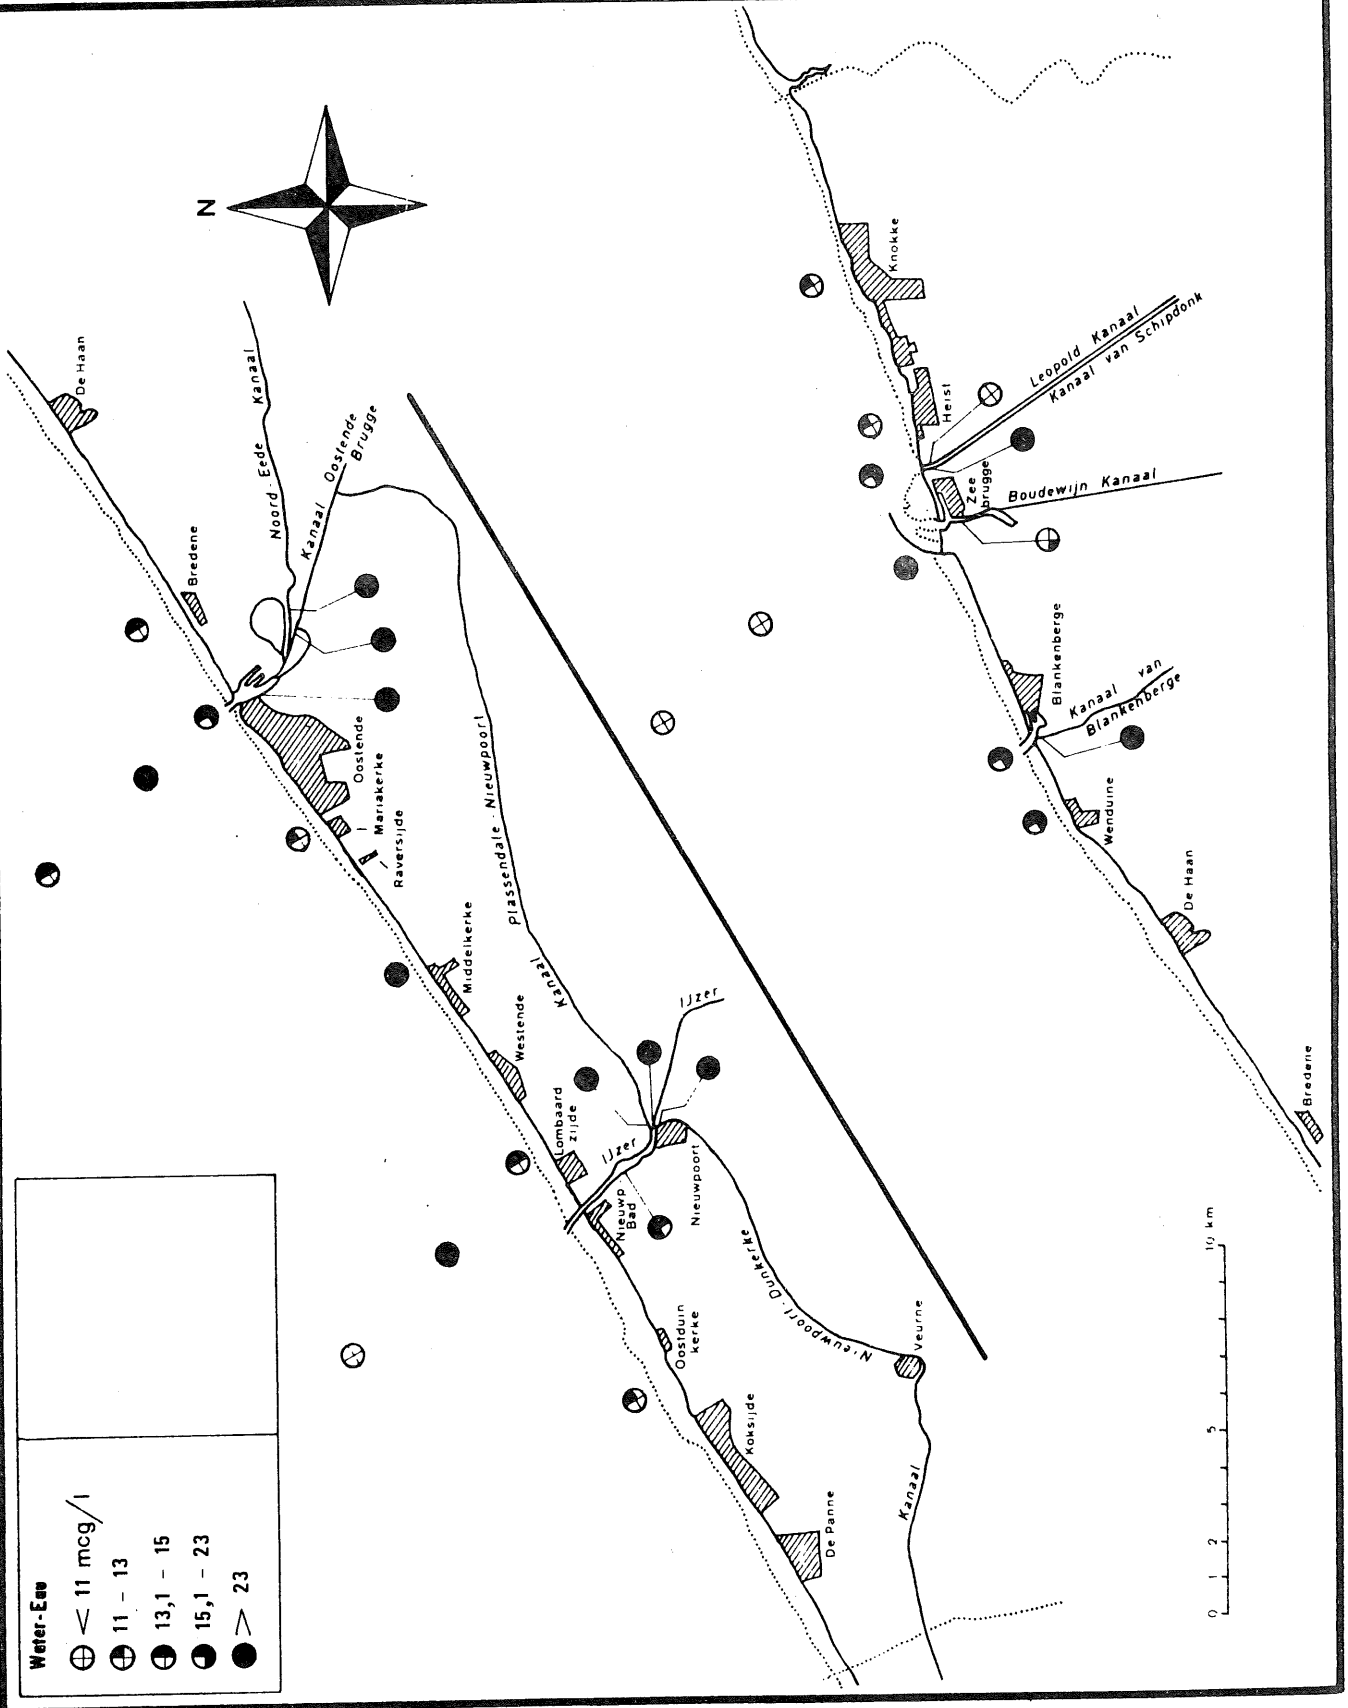 Water-Eau
< 11 mcg/l
11 - 13
13,1 - 15
15,1 - 23
> 23
N
De Haan
Bredene
Noord-Eede Kanaal
Kanaal Oostende
Brugge
Oostende
Mariakerke
Raversijde
Middelkerke
Westende
Lombaard
zijde
Kanaal Plassendale-Nieuwpoort
IJzer
IJzer
Nieuwp
Bad
Nieuwpoort
Oostduin
kerke
Koksijde
De Panne
Kanaal Nieuwpoort-Dunkerke
Veurne
Knokke
Heist
Leopold Kanaal
Kanaal van Schipdonk
Zee
brugge
Boudewijn Kanaal
Blankenberge
Kanaal van
Blankenberge
Wenduine
De Haan
Bredene
0 1 2 5 10 km